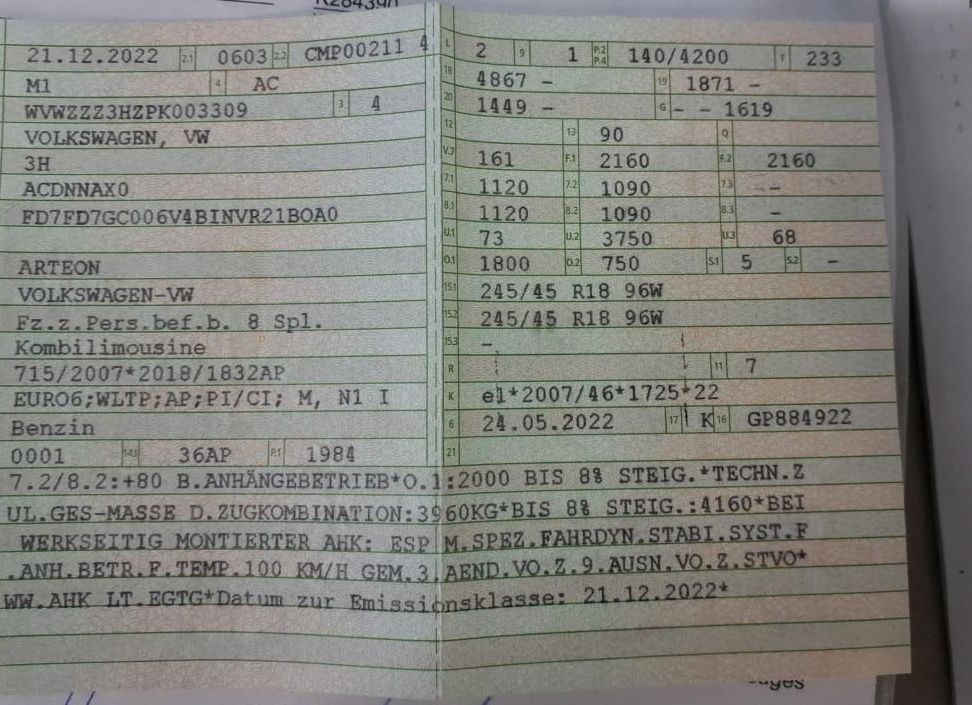 21.12.2022 2.1 0603 2.2 CMP00211 4 L 2 9 1 P.2 P.4 140/4200 T 233
M1 4 AC 18 4867 – 19 1871 –
WVWZZZ3HZPK003309 3 4 20 1449 – G – – 1619
VOLKSWAGEN, VW 12 13 90 Q
3H V.7 161 F.1 2160 F.2 2160
ACDNNAX0 7.1 1120 7.2 1090 7.3 –
FD7FD7GC006V4BINVR21BOA0 8.1 1120 8.2 1090 8.3 –
U.1 73 U.2 3750 U.3 68
ARTEON O.1 1800 O.2 750 S.1 5 S.2 –
VOLKSWAGEN-VW 15.1 245/45 R18 96W
Fz.z.Pers.bef.b. 8 Spl. 15.2 245/45 R18 96W
Kombilimousine 15.3 –
715/2007*2018/1832AP R 11 7
EURO6;WLTP;AP;PI/CI; M, N1 I K e1*2007/46*1725*22
Benzin 6 24.05.2022 17 K 16 GP884922
0001 14.1 36AP P.1 1984 21
7.2/8.2:+80 B.ANHÄNGEBETRIEB*O.1:2000 BIS 8% STEIG.*TECHN.Z
UL.GES-MASSE D.ZUGKOMBINATION:3960KG*BIS 8% STEIG.:4160*BEI
WERKSEITIG MONTIERTER AHK: ESP M.SPEZ.FAHRDYN.STABI.SYST.F
.ANH.BETR.F.TEMP.100 KM/H GEM.3.AEND.VO.Z.9.AUSN.VO.Z.STVO*
WW.AHK LT.EGTG*Datum zur Emissionsklasse: 21.12.2022*